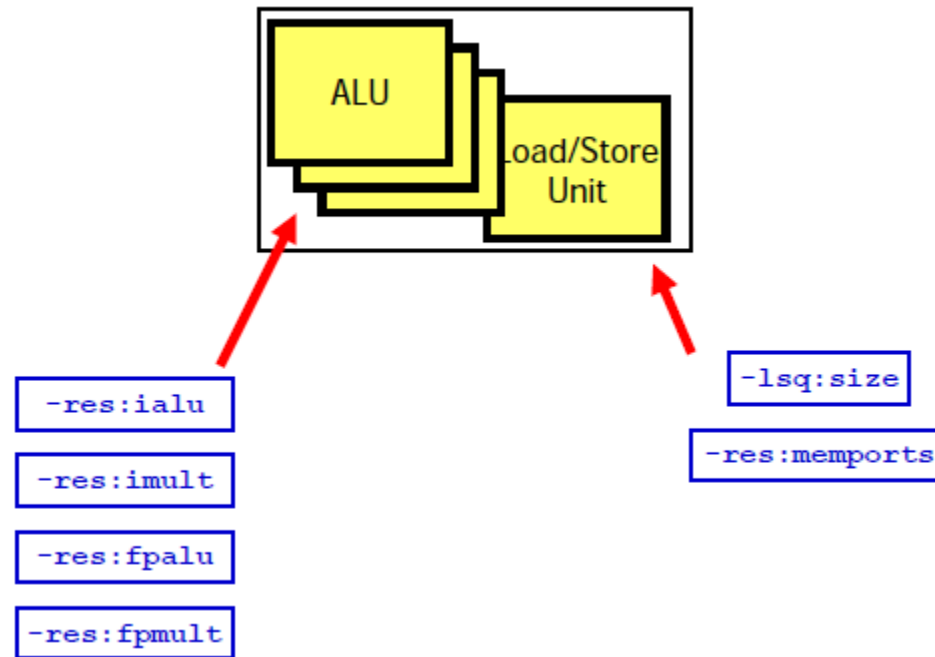 ALU
Load/Store
Unit
-res:ialu
-res:imult
-res:fpalu
-res:fpmult
-lsq:size
-res:memports